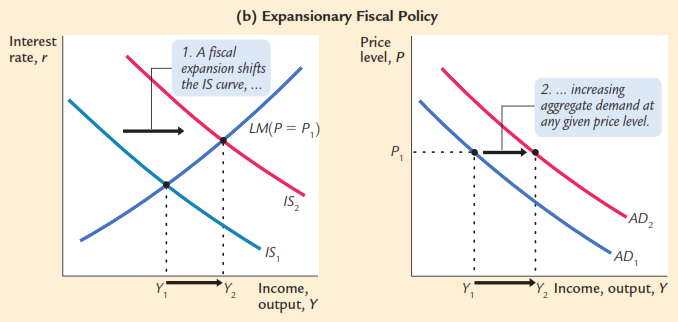 (b) Expansionary Fiscal Policy
Interest
rate, r
1. A fiscal
expansion shifts
the IS curve, ...
LM(P = P₁)
IS₂
IS₁
Y₁
Y₂
Income,
output, Y
Price
level, P
2. ... increasing
aggregate demand at
any given price level.
P₁
AD₂
AD₁
Y₁
Y₂
Income, output, Y